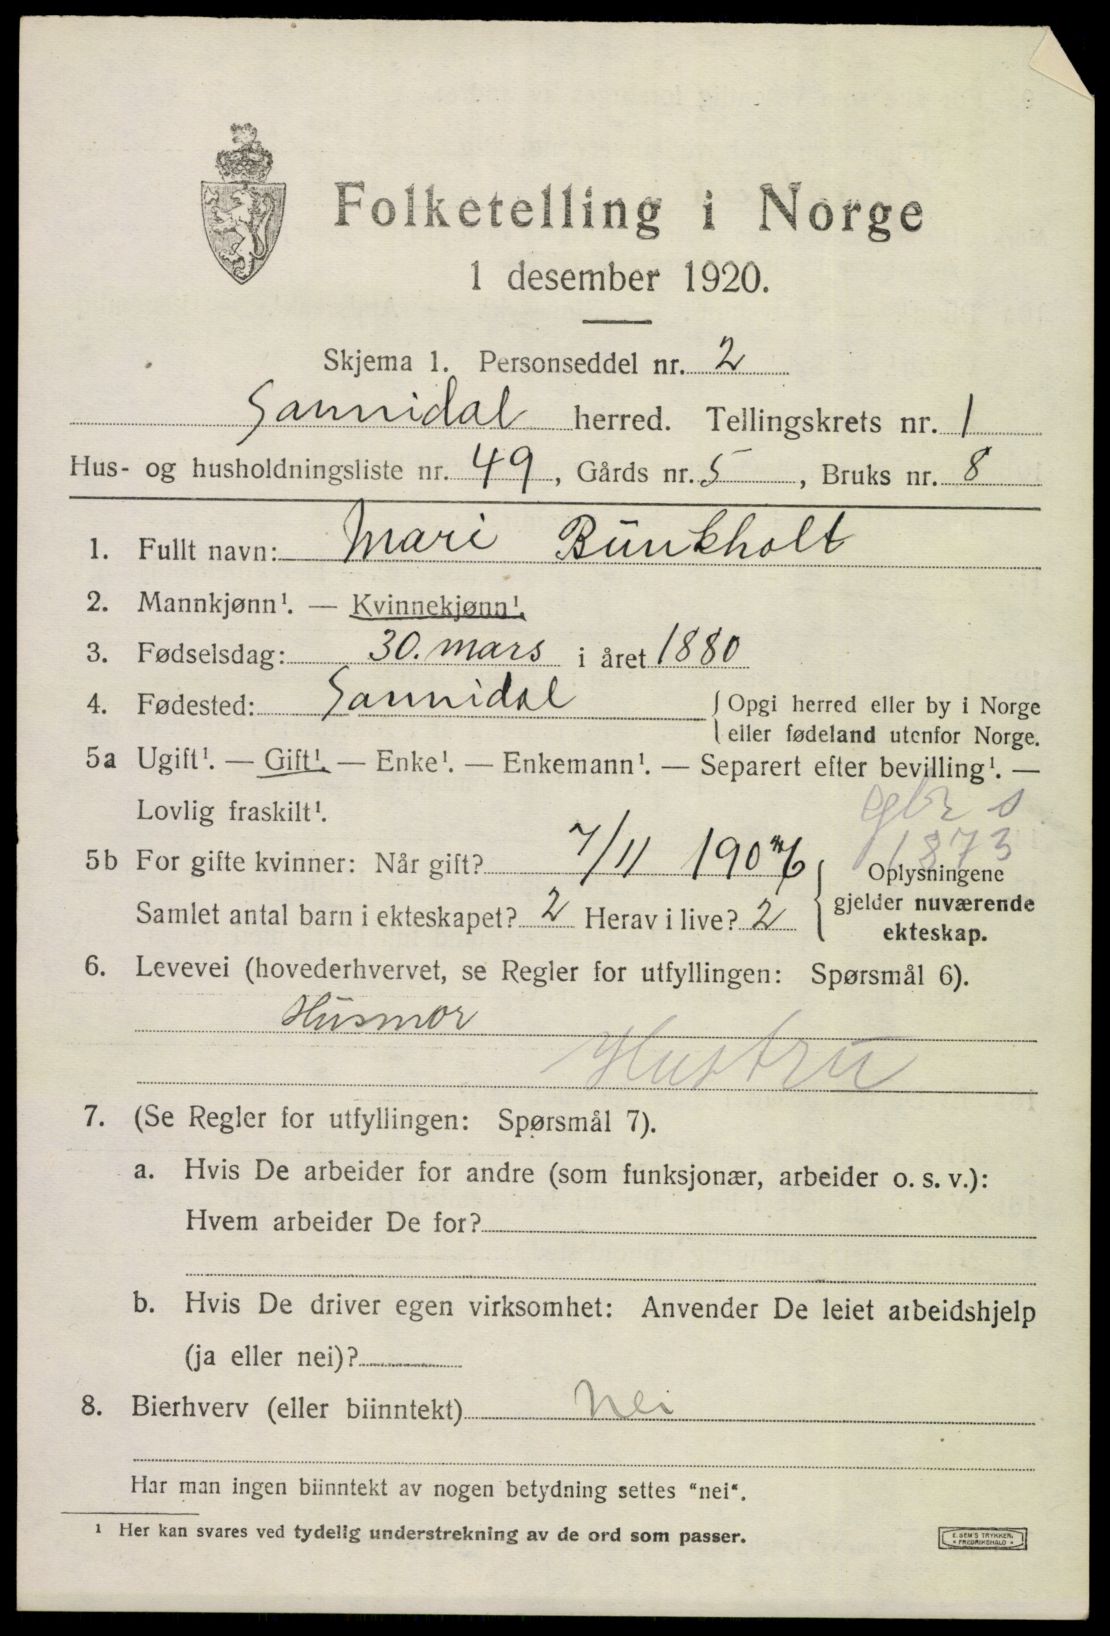 Folketelling i Norge
1 desember 1920.
Skjema 1. Personseddel nr. 2
Sannidal herred. Tellingskrets nr. 1
Hus- og husholdningsliste nr. 49, Gårds nr. 5, Bruks nr. 8
1. Fullt navn: Mari Bunkholt
2. Mannkjønn¹. — Kvinnekjønn¹.
3. Fødselsdag: 30. mars i året 1880
4. Fødested: Sannidal { Opgi herred eller by i Norge
eller fødeland utenfor Norge.
5a Ugift¹. — Gift¹. — Enke¹. — Enkemann¹. — Separert efter bevilling¹. —
Lovlig fraskilt¹.
1873
5b For gifte kvinner: Når gift? 7/11 1906 { Oplysningene
gjelder nuværende
ekteskap.
Samlet antal barn i ekteskapet? 2 Herav i live? 2
6. Levevei (hovederhvervet, se Regler for utfyllingen: Spørsmål 6).
Husmor
Hustru
7. (Se Regler for utfyllingen: Spørsmål 7).
a. Hvis De arbeider for andre (som funksjonær, arbeider o. s. v.):
Hvem arbeider De for?
b. Hvis De driver egen virksomhet: Anvender De leiet arbeidshjelp
(ja eller nei)?
8. Bierhverv (eller biinntekt) Nei
Har man ingen biinntekt av nogen betydning settes "nei".
¹ Her kan svares ved tydelig understrekning av de ord som passer.
E. SEM'S TRYKKERI
FREDRIKSHALD